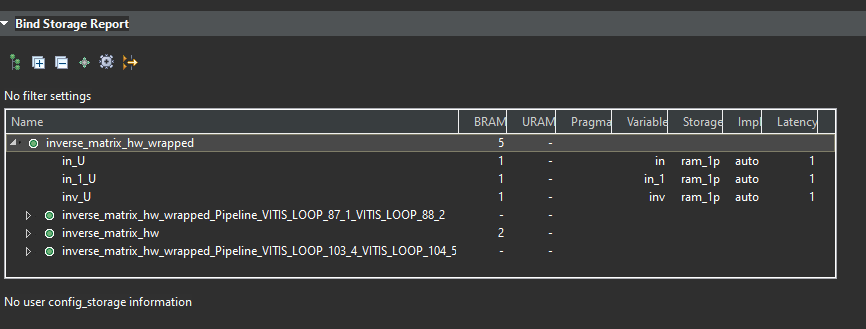 Bind Storage Report
No filter settings
Name BRAM URAM Pragma Variable Storage Impl Latency
inverse_matrix_hw_wrapped 5 -
in_U 1 - in ram_1p auto 1
in_1_U 1 - in_1 ram_1p auto 1
inv_U 1 - inv ram_1p auto 1
inverse_matrix_hw_wrapped_Pipeline_VITIS_LOOP_87_1_VITIS_LOOP_88_2 - -
inverse_matrix_hw 2 -
inverse_matrix_hw_wrapped_Pipeline_VITIS_LOOP_103_4_VITIS_LOOP_104_5 - -
No user config_storage information